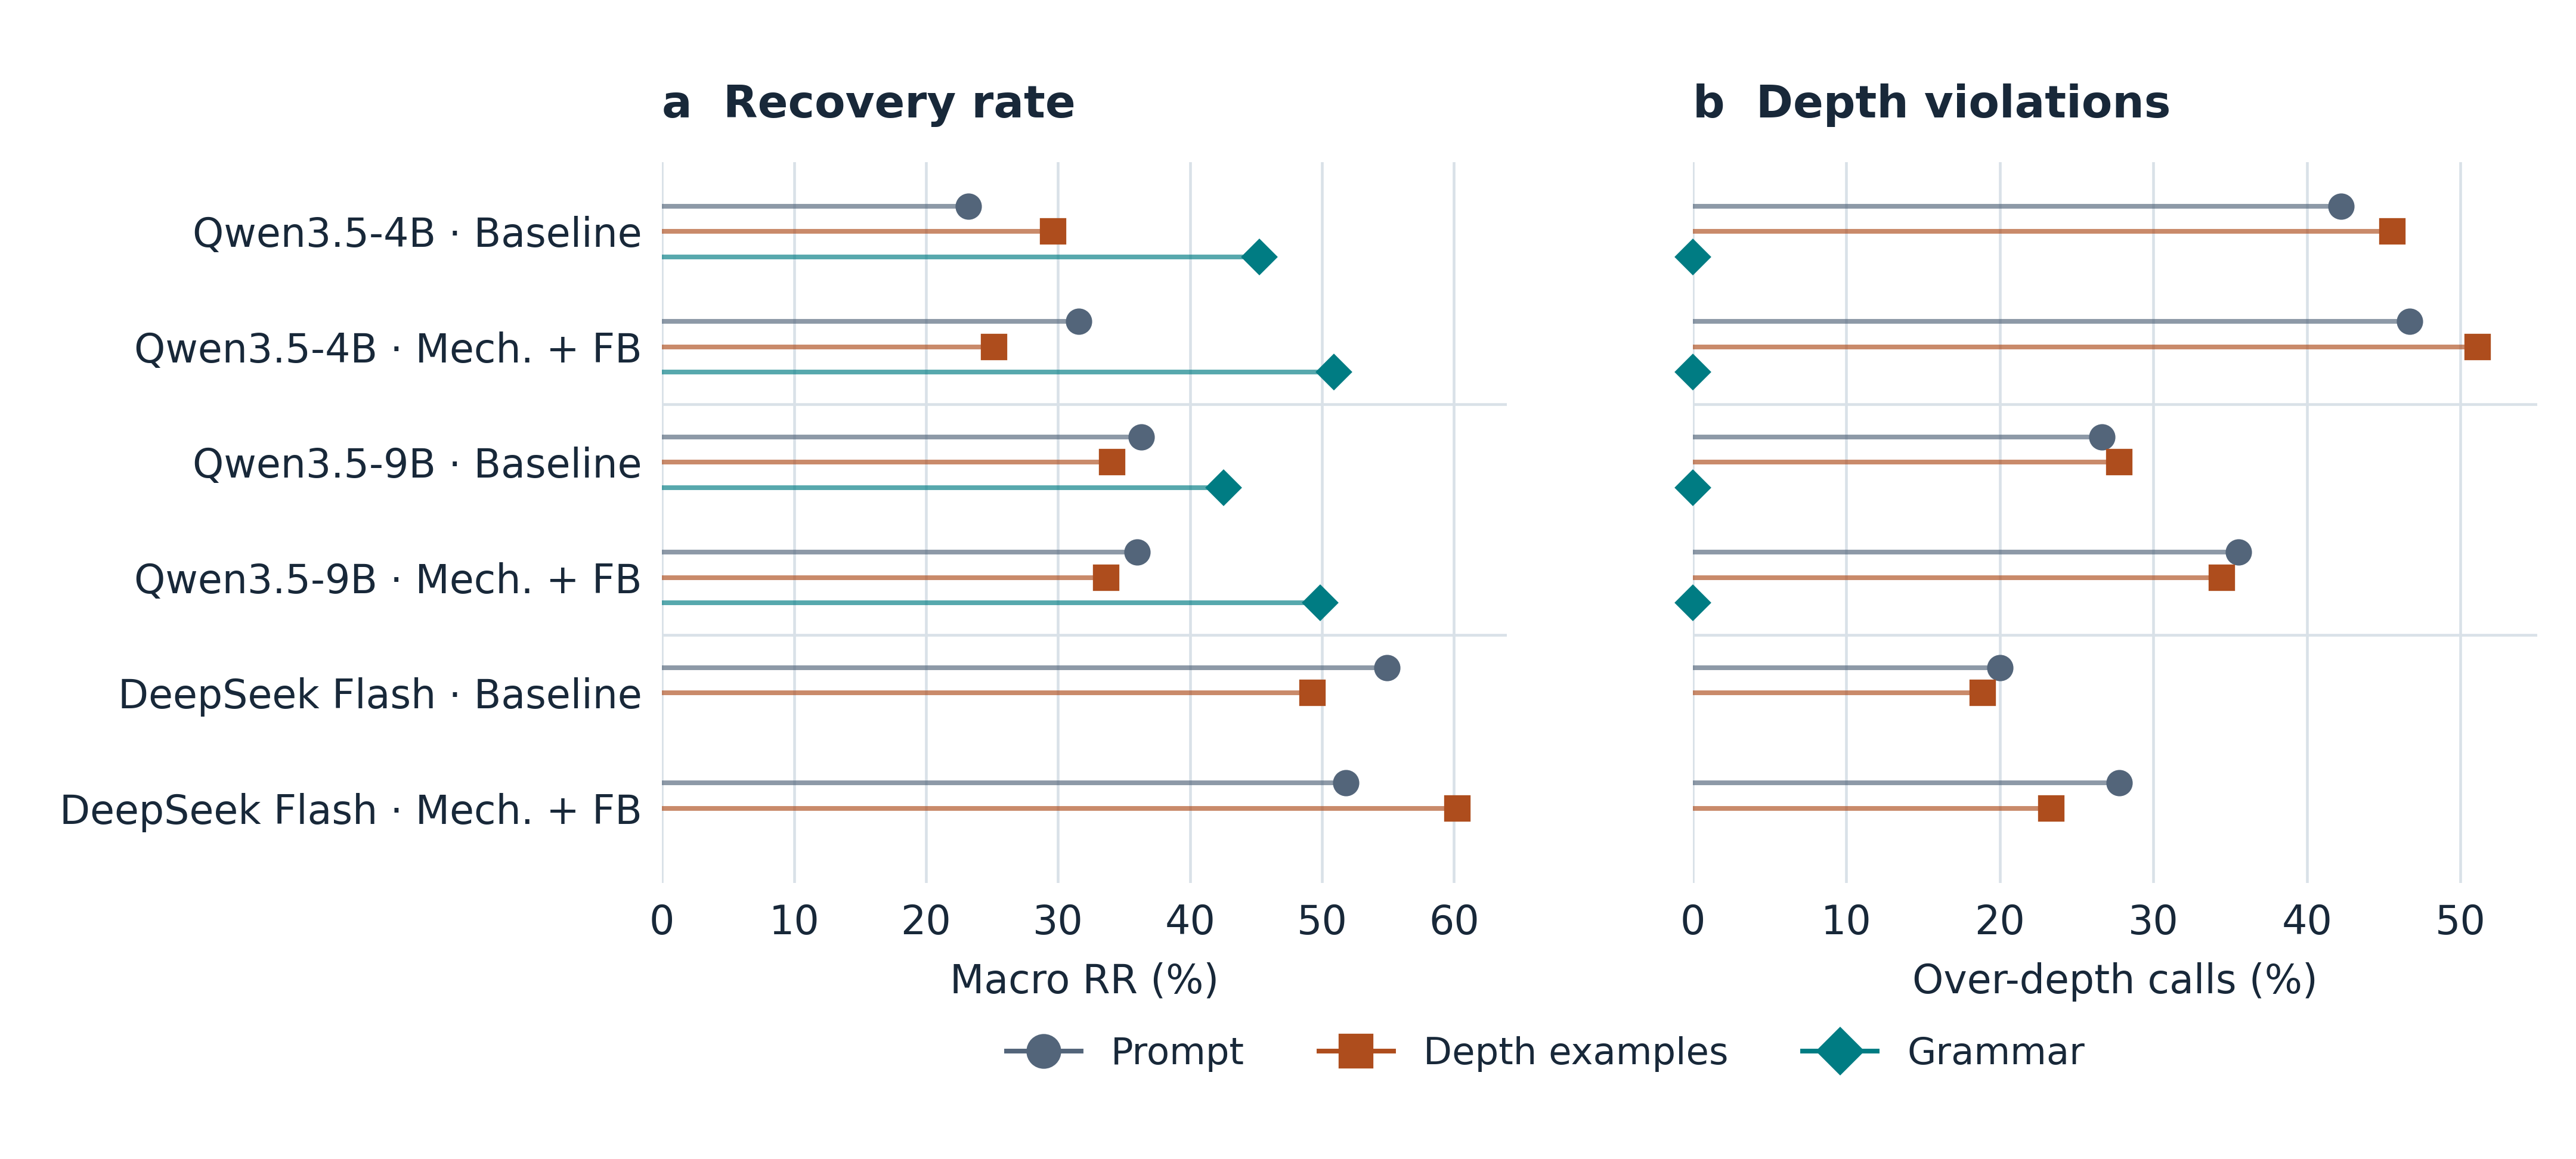 a Recovery rate
b Depth violations
Qwen3.5-4B · Baseline
Qwen3.5-4B · Mech. + FB
Qwen3.5-9B · Baseline
Qwen3.5-9B · Mech. + FB
DeepSeek Flash · Baseline
DeepSeek Flash · Mech. + FB
0 10 20 30 40 50 60
0 10 20 30 40 50
Macro RR (%)
Over-depth calls (%)
Prompt Depth examples Grammar